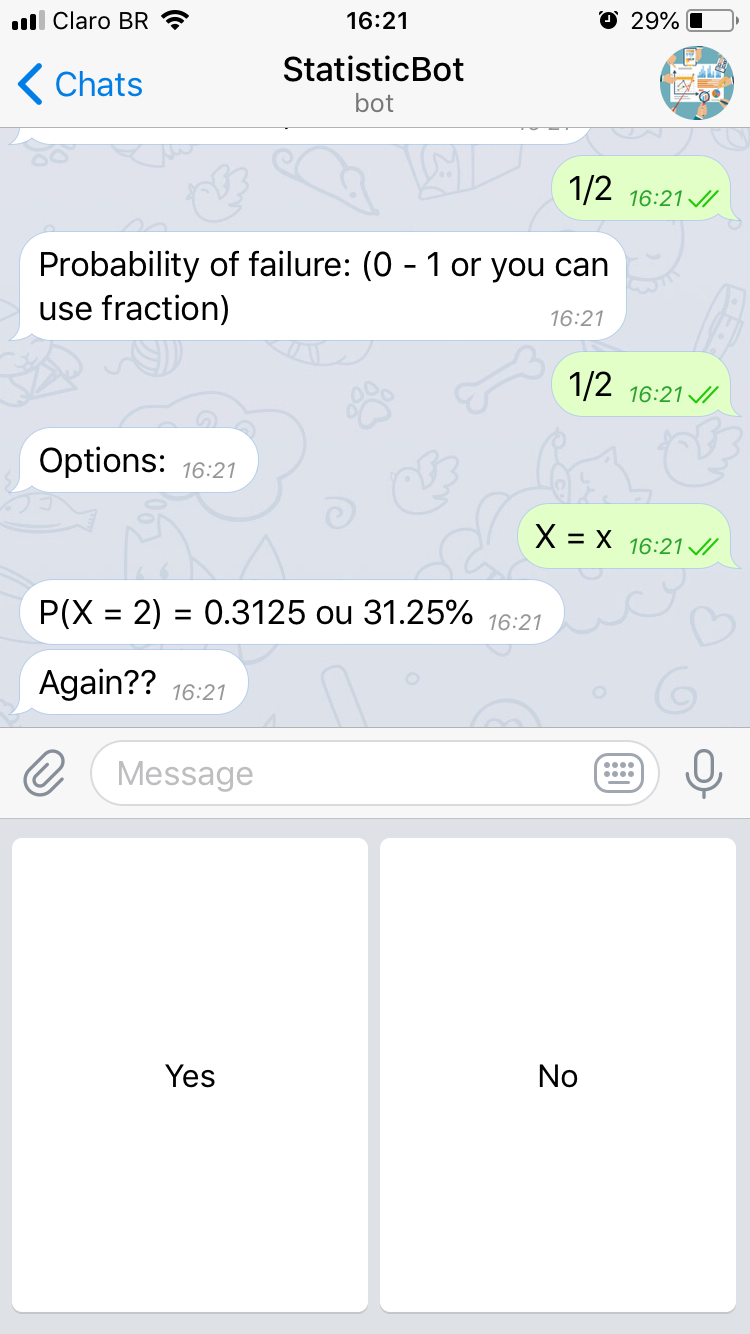 Claro BR 16:21 29%
Chats StatisticBot
bot
1/2 16:21
Probability of failure: (0 - 1 or you can
use fraction) 16:21
1/2 16:21
Options: 16:21
X = x 16:21
P(X = 2) = 0.3125 ou 31.25% 16:21
Again?? 16:21
Message
Yes No